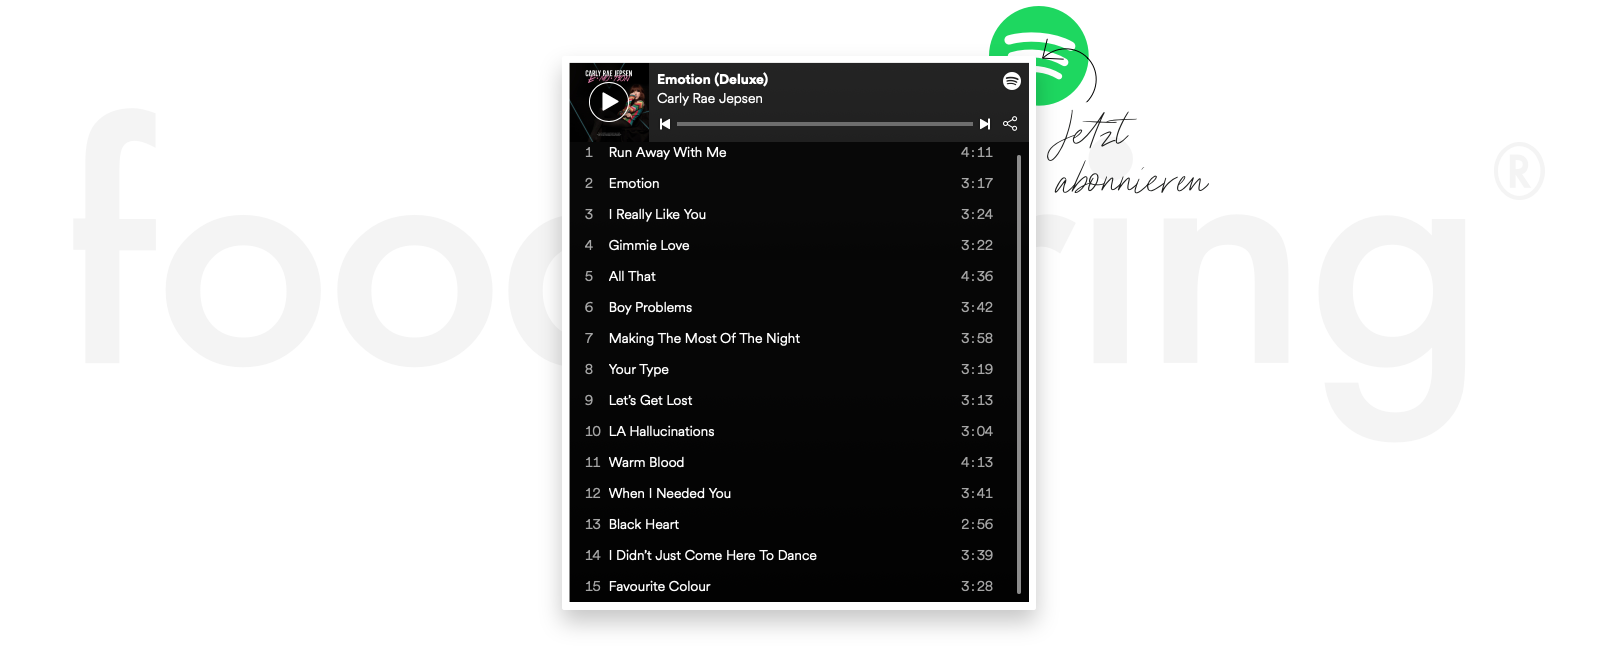 CARLY RAE JEPSEN
E·MO·TION
Emotion (Deluxe)
Carly Rae Jepsen
1 Run Away With Me 4:11
2 Emotion 3:17
3 I Really Like You 3:24
4 Gimmie Love 3:22
5 All That 4:36
6 Boy Problems 3:42
7 Making The Most Of The Night 3:58
8 Your Type 3:19
9 Let's Get Lost 3:13
10 LA Hallucinations 3:04
11 Warm Blood 4:13
12 When I Needed You 3:41
13 Black Heart 2:56
14 I Didn't Just Come Here To Dance 3:39
15 Favourite Colour 3:28
Jetzt
abonnieren
®